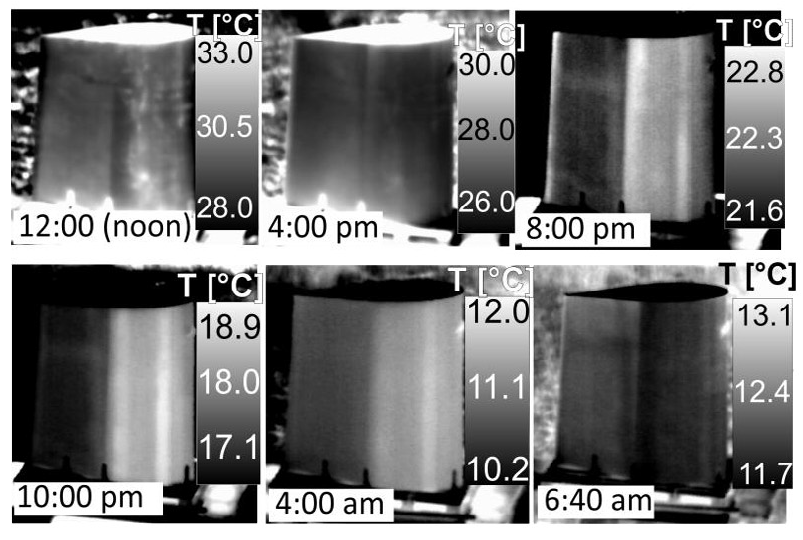 T [°C]
33.0
30.5
28.0
12:00 (noon)
T [°C]
30.0
28.0
26.0
4:00 pm
T [°C]
22.8
22.3
21.6
8:00 pm
T [°C]
18.9
18.0
17.1
10:00 pm
T [°C]
12.0
11.1
10.2
4:00 am
T [°C]
13.1
12.4
11.7
6:40 am